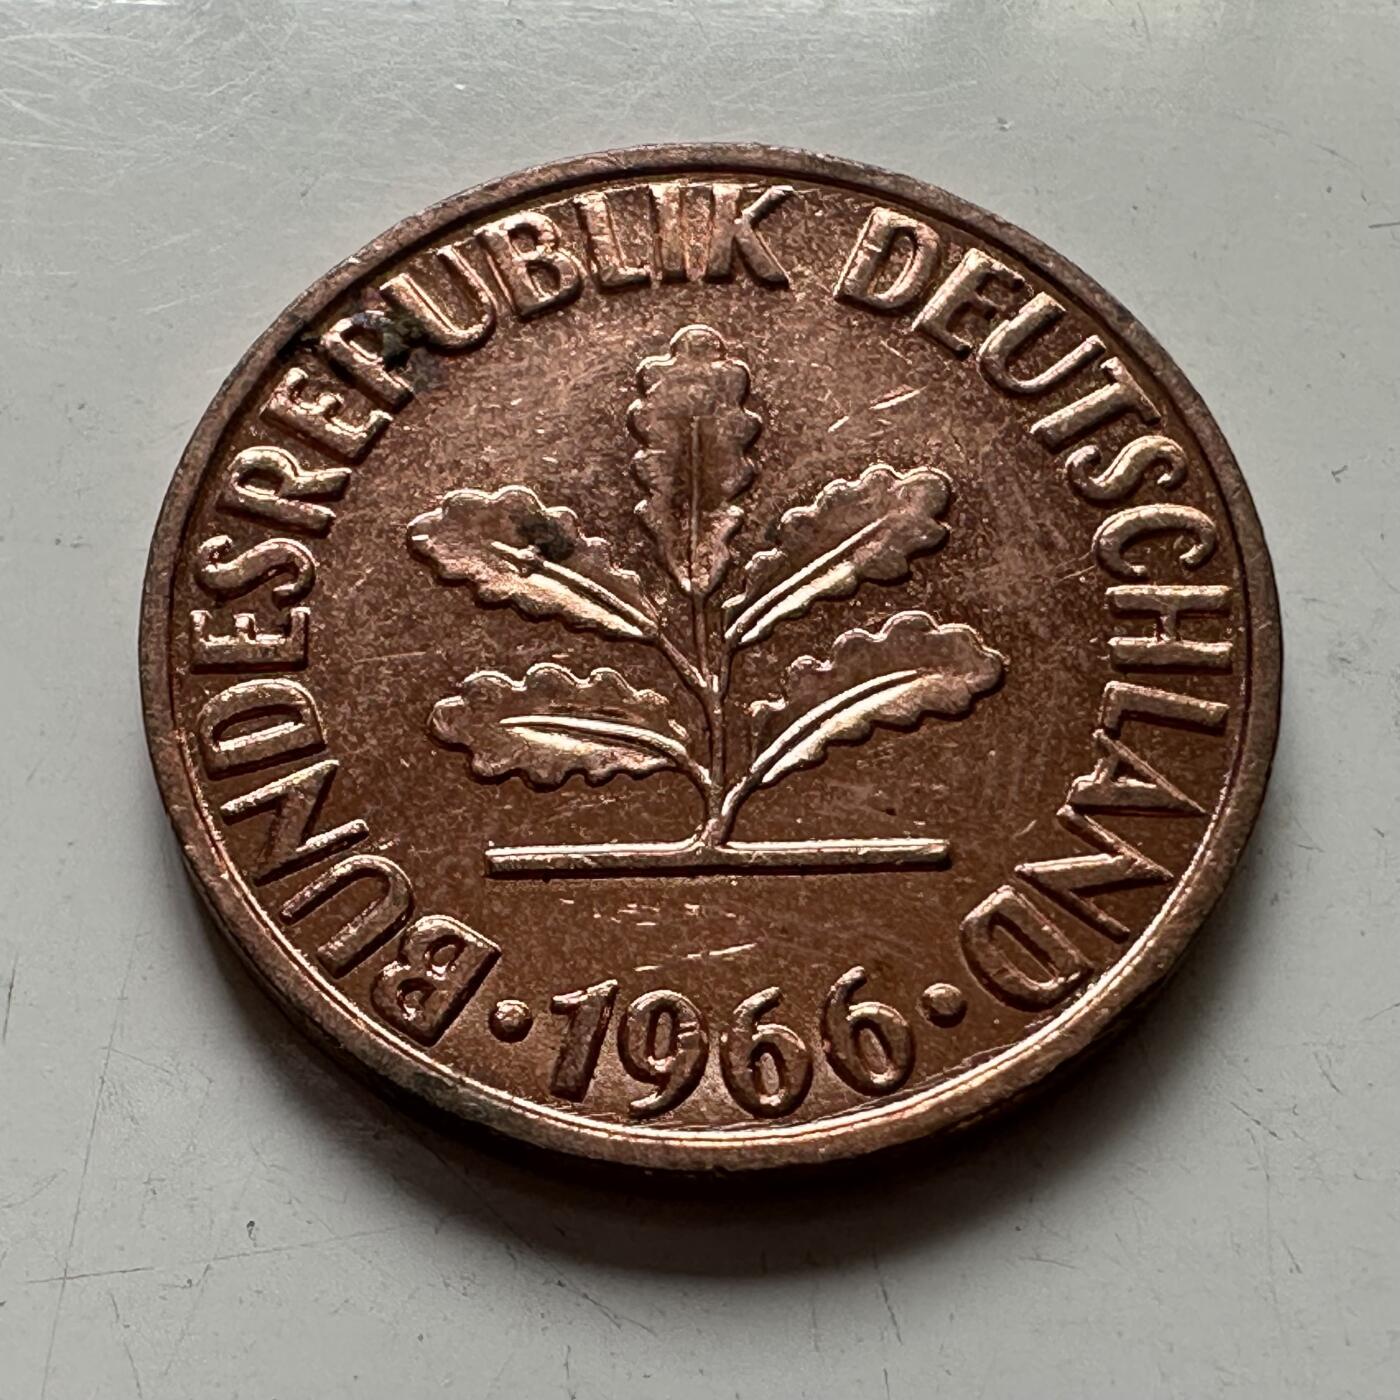 BUNDESREPUBLIK DEUTSCHLAND
· 1966 ·